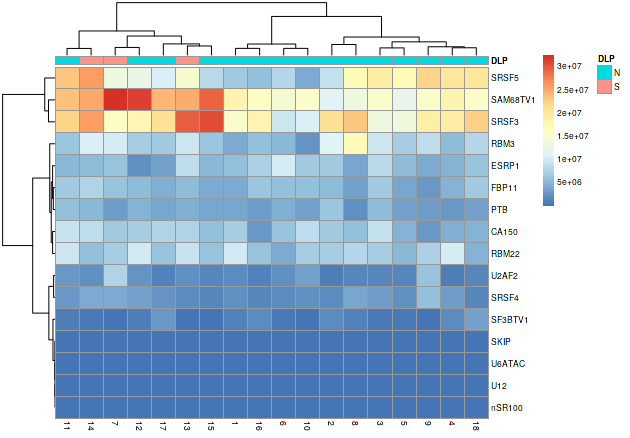 DLP
SRSF5
SAM68TV1
SRSF3
RBM3
ESRP1
FBP11
PTB
CA150
RBM22
U2AF2
SRSF4
SF3BTV1
SKIP
U6ATAC
U12
nSR100
11 14 7 12 17 13 15 1 16 6 10 2 8 3 5 9 4 18
3e+07
2.5e+07
2e+07
1.5e+07
1e+07
5e+06
DLP
N
S